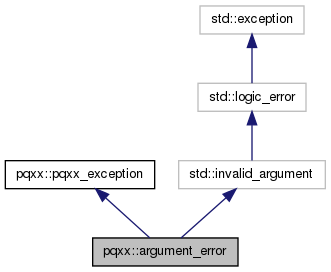 std::exception
std::logic_error
pqxx::pqxx_exception
std::invalid_argument
pqxx::argument_error